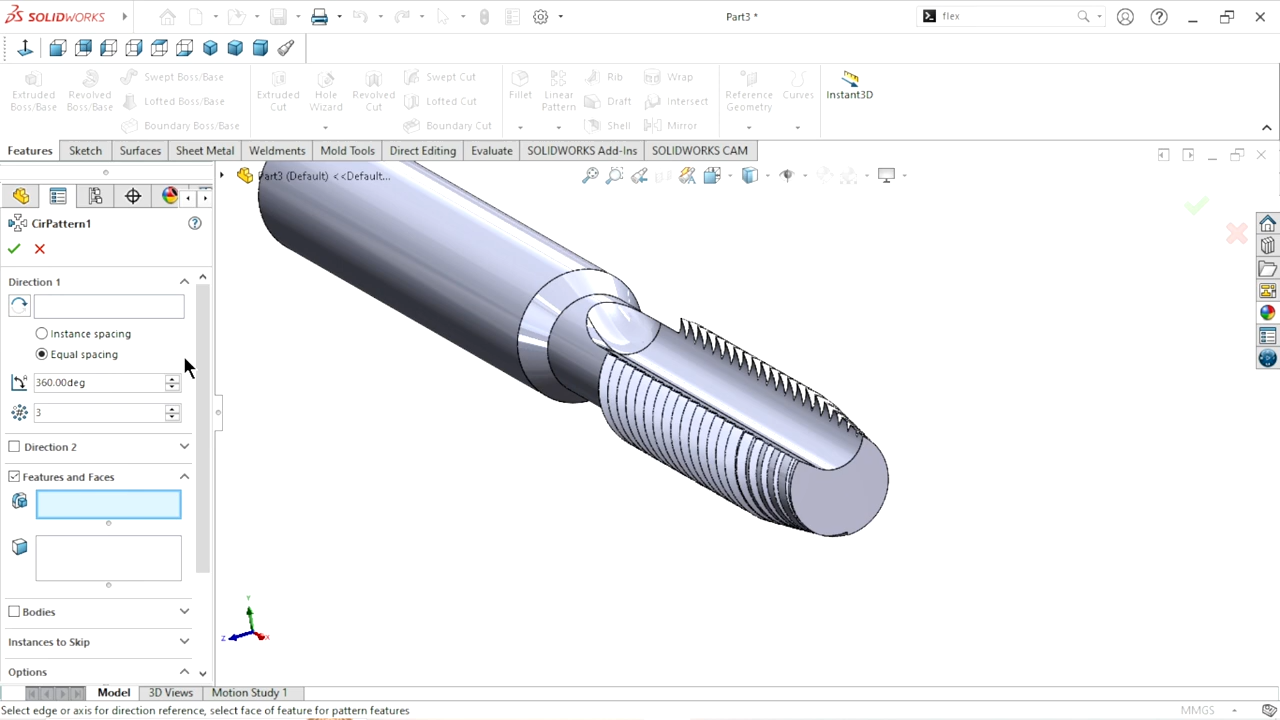 SOLIDWORKS
Part3 *
flex
Extruded Boss/Base
Revolved Boss/Base
Swept Boss/Base
Lofted Boss/Base
Boundary Boss/Base
Extruded Cut
Hole Wizard
Revolved Cut
Swept Cut
Lofted Cut
Boundary Cut
Fillet
Linear Pattern
Rib
Draft
Shell
Wrap
Intersect
Mirror
Reference Geometry
Curves
Instant3D
Features
Sketch
Surfaces
Sheet Metal
Weldments
Mold Tools
Direct Editing
Evaluate
SOLIDWORKS Add-Ins
SOLIDWORKS CAM
Part3 (Default) <<Default...
CirPattern1
Direction 1
Instance spacing
Equal spacing
360.00deg
3
Direction 2
Features and Faces
Bodies
Instances to Skip
Options
Y
Z
X
Model
3D Views
Motion Study 1
Select edge or axis for direction reference, select face of feature for pattern features
MMGS